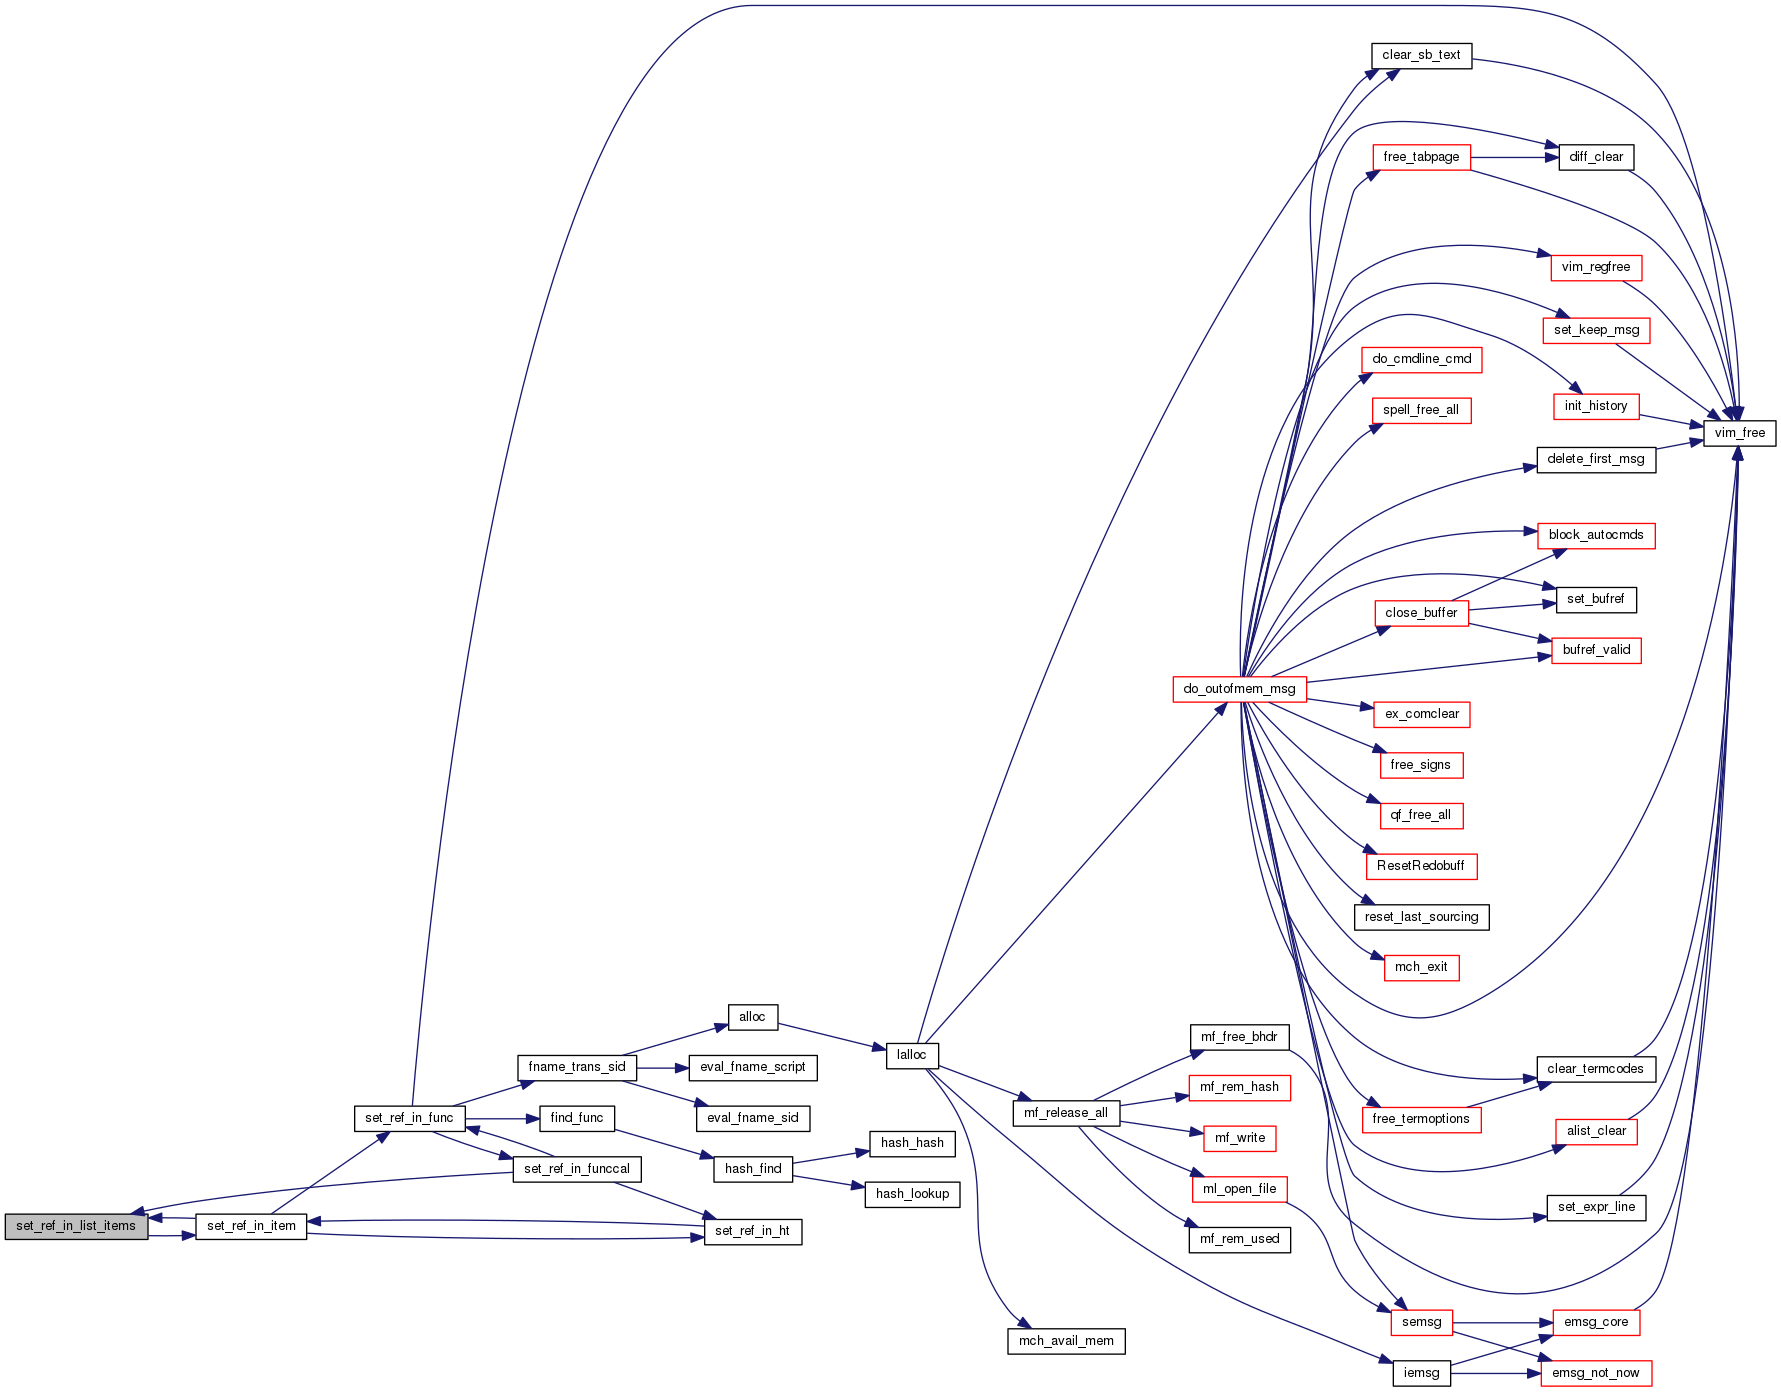 clear_sb_text
free_tabpage
diff_clear
vim_regfree
set_keep_msg
do_cmdline_cmd
spell_free_all
init_history
vim_free
delete_first_msg
block_autocmds
set_bufref
close_buffer
bufref_valid
do_outofmem_msg
ex_comclear
free_signs
qf_free_all
ResetRedobuff
reset_last_sourcing
mch_exit
alloc
lalloc
mf_free_bhdr
fname_trans_sid
eval_fname_script
clear_termcodes
mf_rem_hash
set_ref_in_func
find_func
eval_fname_sid
mf_release_all
free_termoptions
mf_write
alist_clear
hash_hash
set_ref_in_funccal
hash_find
ml_open_file
hash_lookup
set_expr_line
set_ref_in_list_items
set_ref_in_item
set_ref_in_ht
mf_rem_used
semsg
emsg_core
mch_avail_mem
iemsg
emsg_not_now